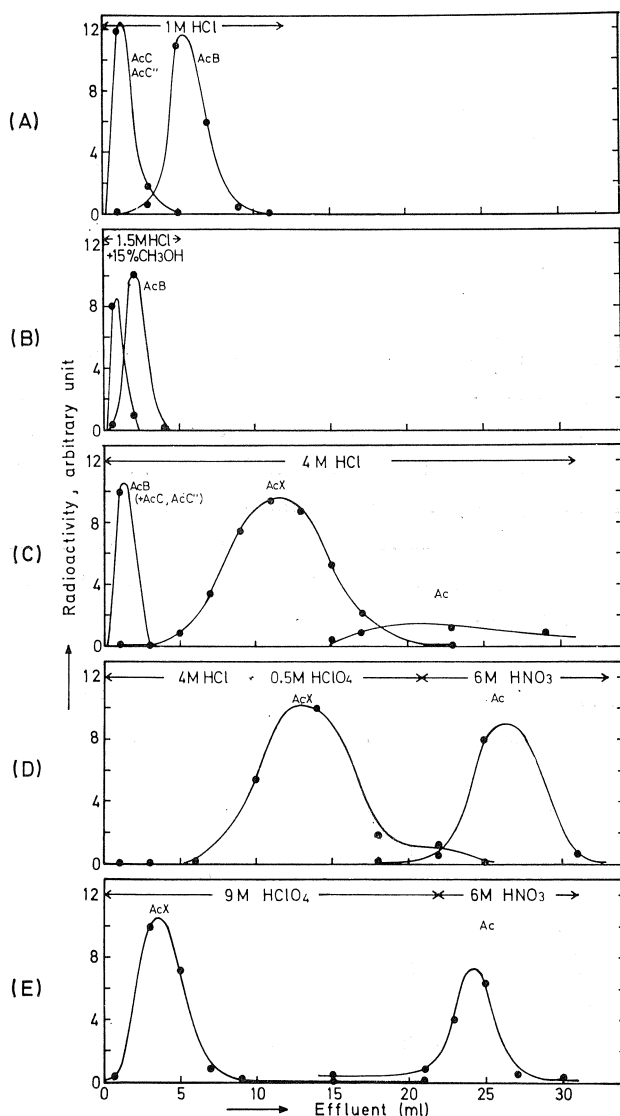 (A)
12
8
4
0
1M HCl
AcC
AcC''
AcB
(B)
12
8
4
0
1.5M HCl
+15%CH3OH
AcB
(C)
12
8
4
0
4 M HCl
AcB
(+AcC, AcC'')
AcX
Ac
(D)
12
8
4
0
4M HCl - 0.5M HClO4
6M HNO3
AcX
Ac
(E)
12
8
4
0
9M HClO4
6M HNO3
AcX
Ac
0 5 10 15 20 25 30
Effluent (ml)
Radioactivity, arbitrary unit